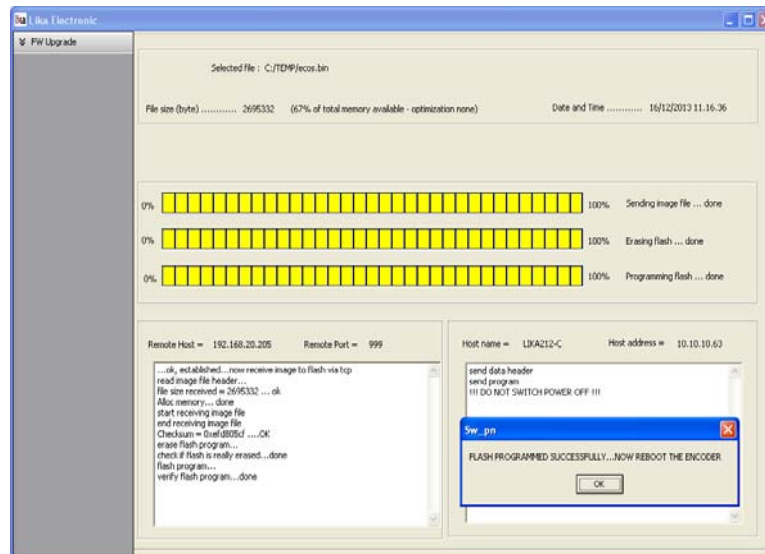 Lika Electronic
FW Upgrade
Selected file : C:/TEMP/ecos.bin
File size (byte) ............ 2695332 (67% of total memory available - optimization none)
Date and Time ............ 16/12/2013 11.16.36
0% 100% Sending image file ... done
0% 100% Erasing flash ... done
0% 100% Programming flash ... done
Remote Host = 192.168.20.205 Remote Port = 999
...ok, established...now receive image to flash via tcp
read image file header...
file size received = 2695332 ... ok
Alloc memory... done
start receiving image file
end receiving image file
Checksum = 0xefd805cf ....OK
erase flash program...
check if flash is really erased...done
flash program...
verify flash program...done
Host name = LIKA212-C Host address = 10.10.10.63
send data header
send program
!!! DO NOT SWITCH POWER OFF !!!
Sw_pn
FLASH PROGRAMMED SUCCESSFULLY...NOW REBOOT THE ENCODER
OK